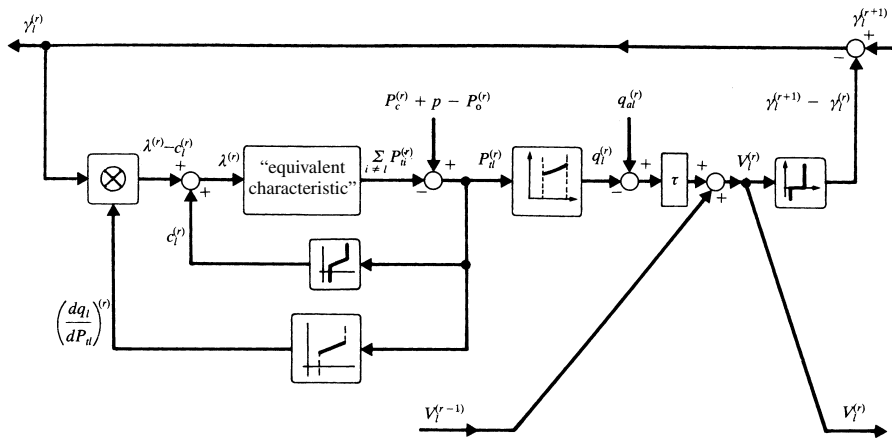 γ_l^(r)
γ_l^(r+1)
+
−
P_c^(r) + p − P_o^(r)
q_al^(r)
γ_l^(r+1) − γ_l^(r)
λ^(r)−c_l^(r)
λ^(r)
"equivalent
characteristic"
∑_{i ≠ l} P_ti^(r)
P_tl^(r)
q_l^(r)
τ
V_l^(r)
⊗
+
+
+
−
+
−
+
+
c_l^(r)
(dq_l/dP_tl)^(r)
V_l^(r−1)
V_l^(r)